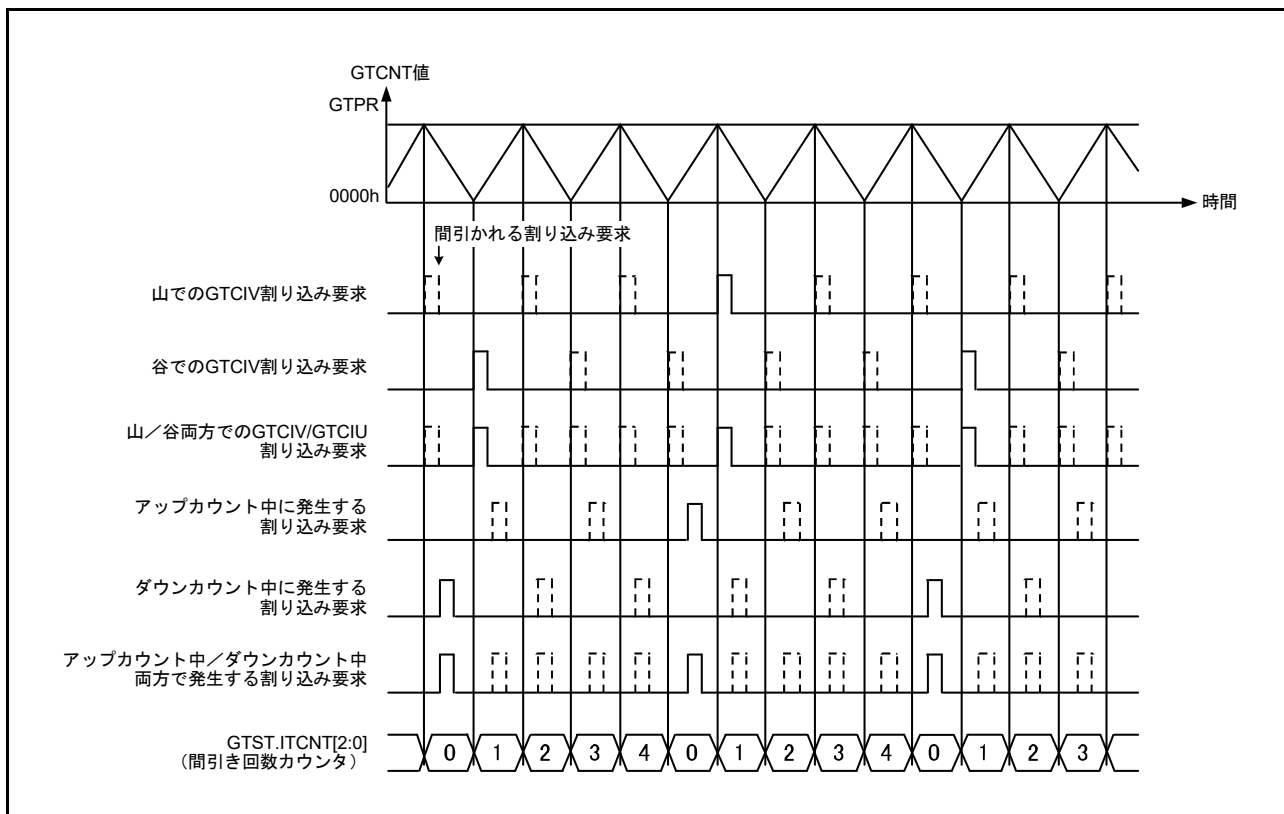 GTCNT値
GTPR
0000h
時間
間引かれる割り込み要求
山でのGTCIV割り込み要求
谷でのGTCIV割り込み要求
山／谷両方でのGTCIV/GTCIU
割り込み要求
アップカウント中に発生する
割り込み要求
ダウンカウント中に発生する
割り込み要求
アップカウント中／ダウンカウント中
両方で発生する割り込み要求
GTST.ITCNT[2:0]
（間引き回数カウンタ）
0 1 2 3 4 0 1 2 3 4 0 1 2 3